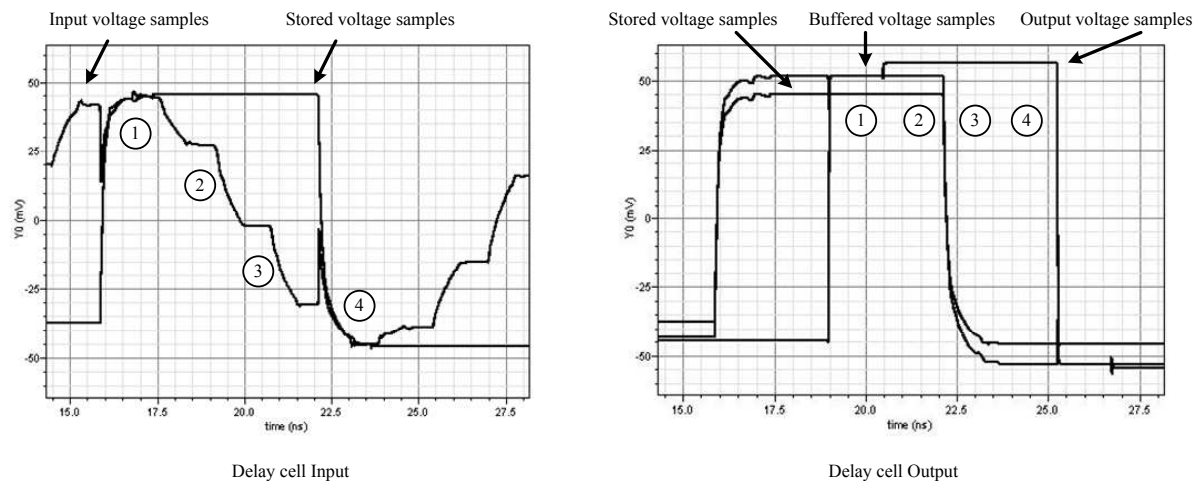 Input voltage samples
Stored voltage samples
50
25
0
-25
-50
Y0 (mV)
1
2
3
4
15.0 17.5 20.0 22.5 25.0 27.5
time (ns)
Delay cell Input
Stored voltage samples
Buffered voltage samples
Output voltage samples
50
25
0
-25
-50
Y0 (mV)
1
2
3
4
15.0 17.5 20.0 22.5 25.0 27.5
time (ns)
Delay cell Output